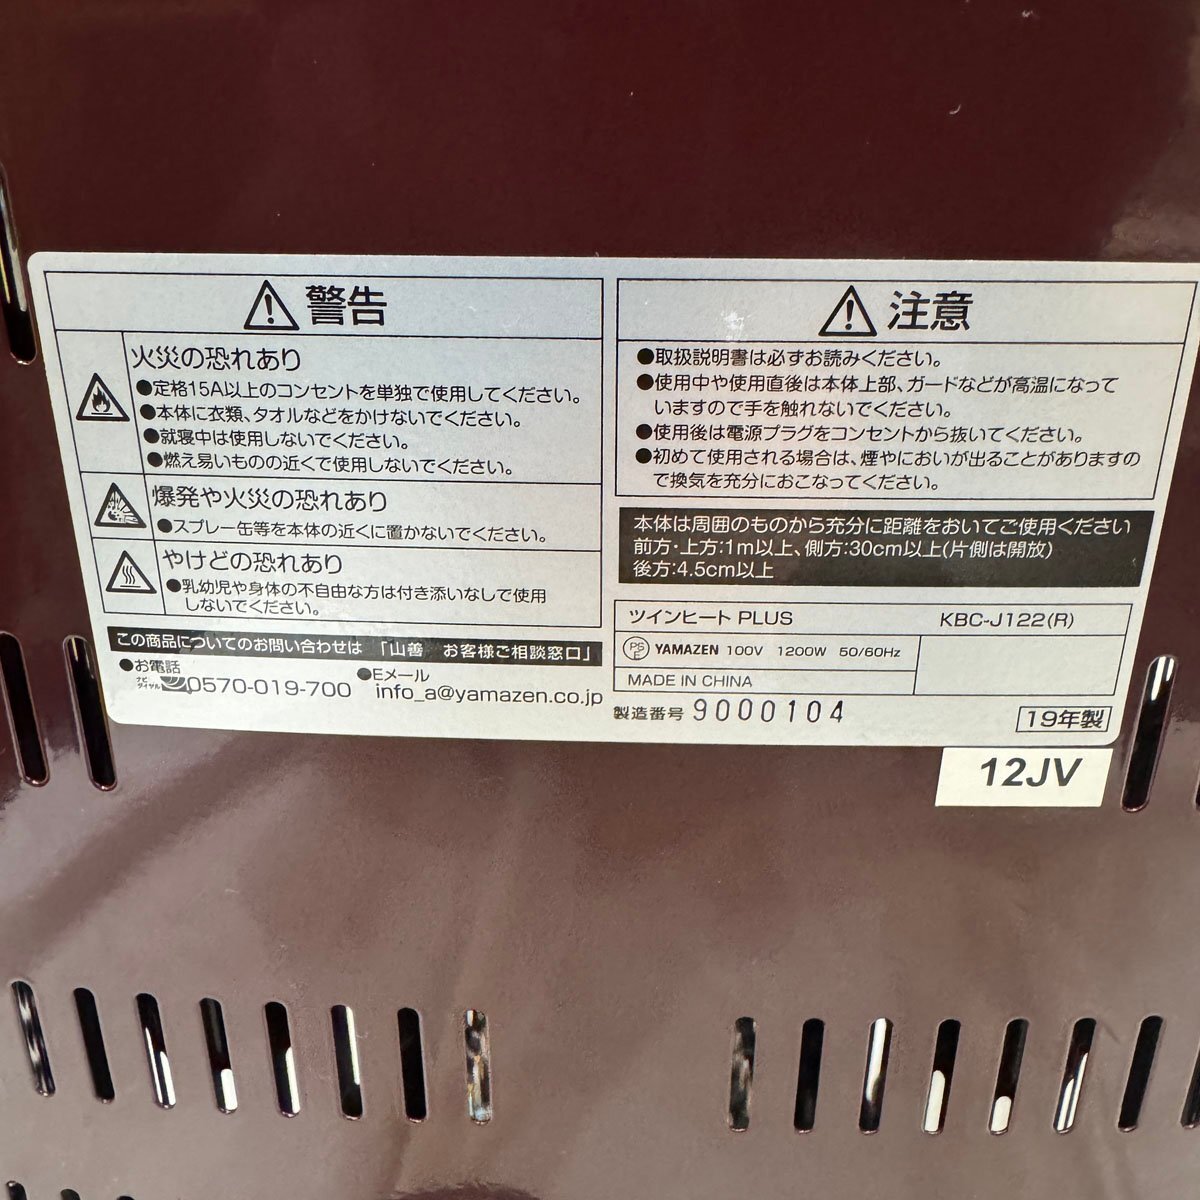 警告
火災の恐れあり
●定格15A以上のコンセントを単独で使用してください。
●本体に衣類、タオルなどをかけないでください。
●就寝中は使用しないでください。
●燃え易いものの近くで使用しないでください。
爆発や火災の恐れあり
●スプレー缶等を本体の近くに置かないでください。
やけどの恐れあり
●乳幼児や身体の不自由な方は付き添いなしで使用
しないでください。
この商品についてのお問い合わせは 「山善 お客様ご相談窓口」
●お電話
ナビダイヤル 0570-019-700
●Eメール
info_a@yamazen.co.jp
注意
●取扱説明書は必ずお読みください。
●使用中や使用直後は本体上部、ガードなどが高温になって
いますので手を触れないでください。
●使用後は電源プラグをコンセントから抜いてください。
●初めて使用される場合は、煙やにおいが出ることがありますの
で換気を充分におこなってください。
本体は周囲のものから充分に距離をおいてご使用ください
前方・上方:1m以上、側方:30cm以上(片側は開放)
後方:4.5cm以上
ツインヒート PLUS KBC-J122(R)
PSE YAMAZEN 100V 1200W 50/60Hz
MADE IN CHINA
製造番号 9000104
19年製
12JV